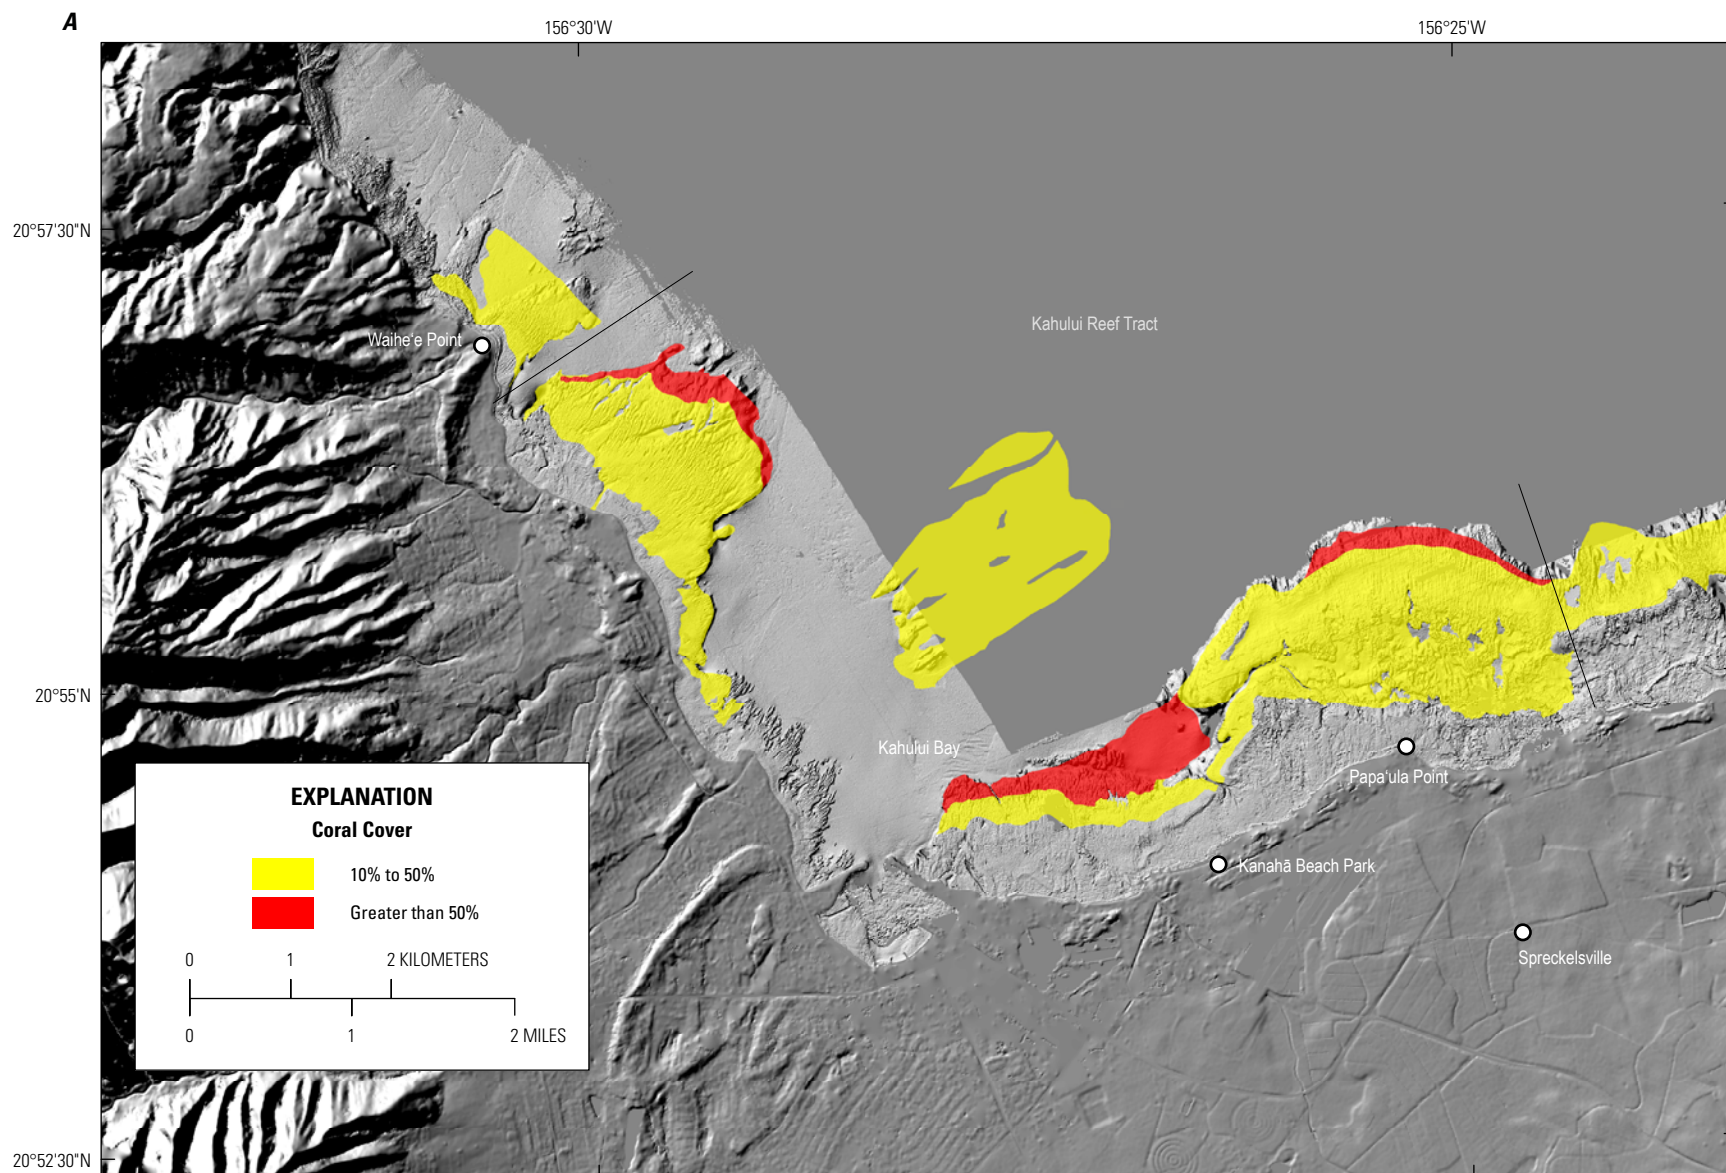 A
156°30'W
156°25'W
20°57'30"N
Kahului Reef Tract
Waihe‘e Point
20°55'N
Kahului Bay
Papa‘ula Point
Kanahā Beach Park
Spreckelsville
EXPLANATION
Coral Cover
10% to 50%
Greater than 50%
0 1 2 KILOMETERS
0 1 2 MILES
20°52'30"N